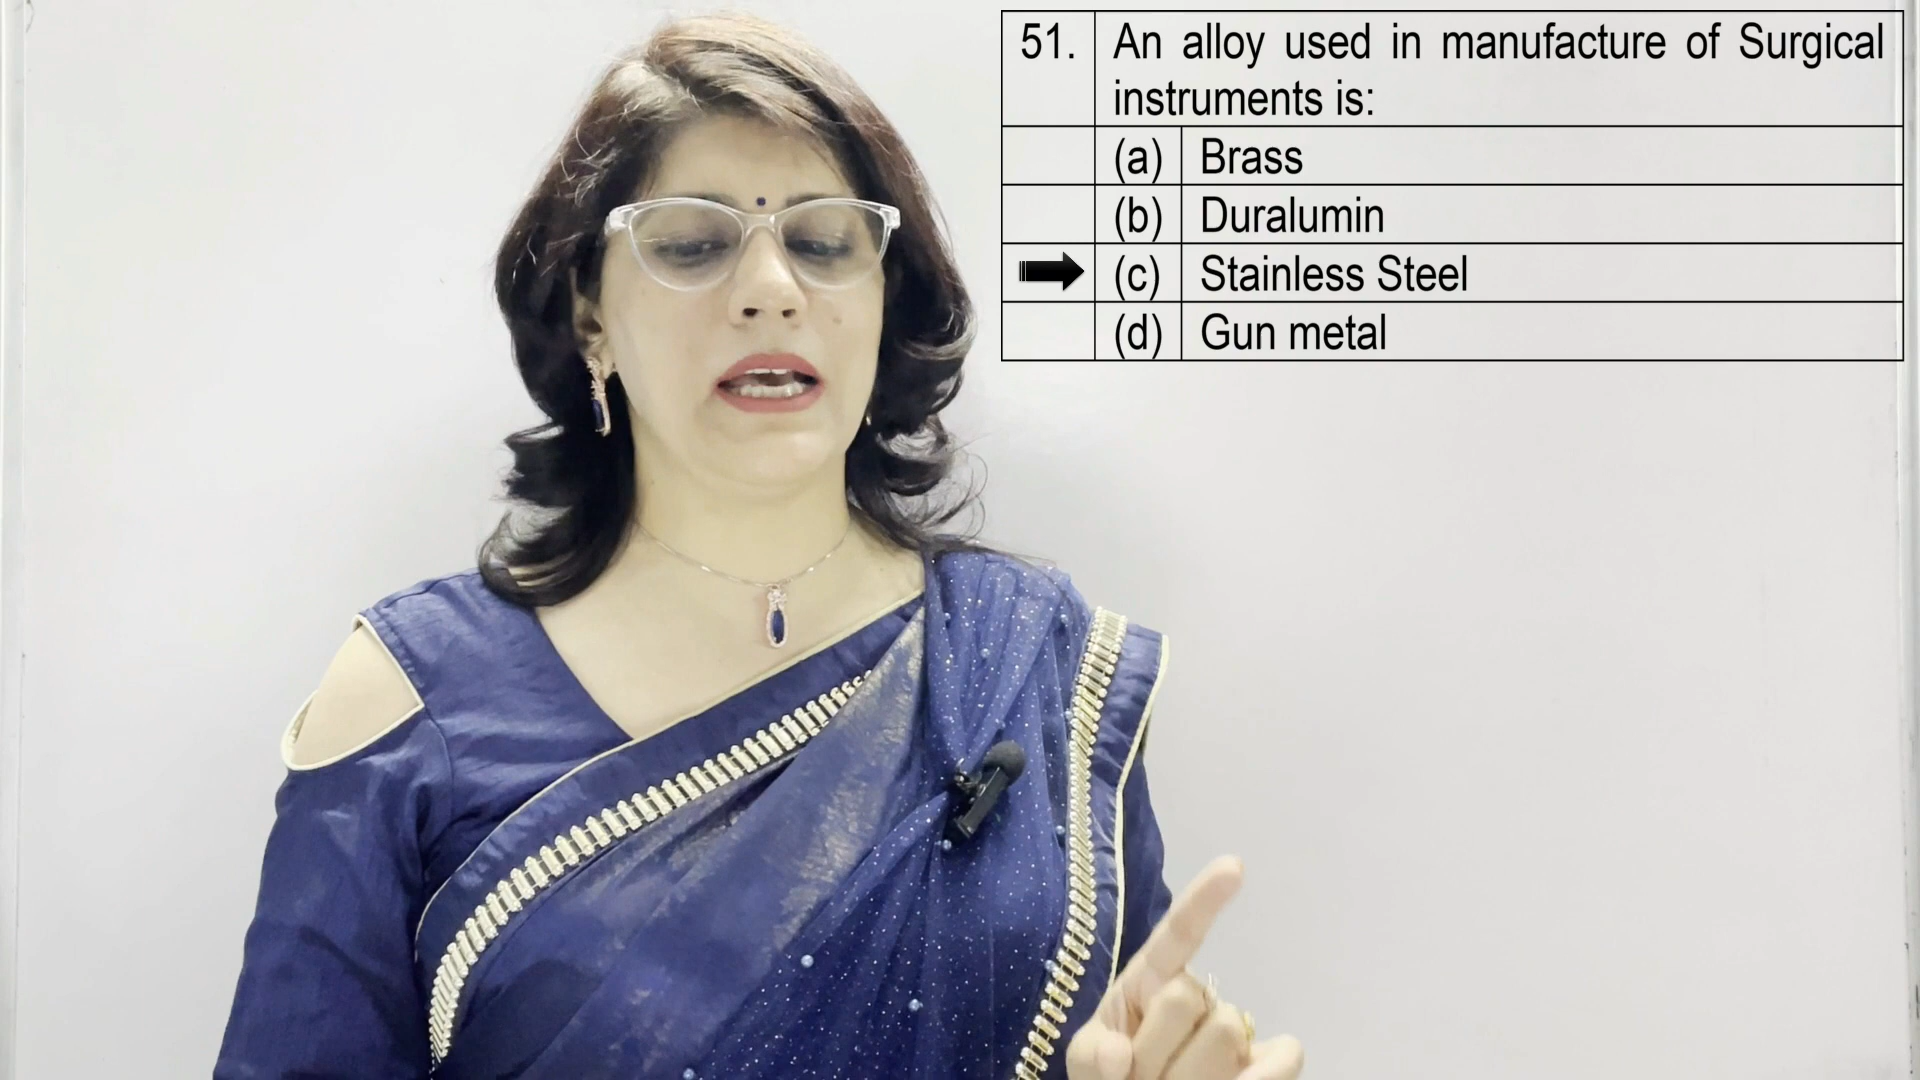 51. An alloy used in manufacture of Surgical
instruments is:
(a) Brass
(b) Duralumin
(c) Stainless Steel
(d) Gun metal